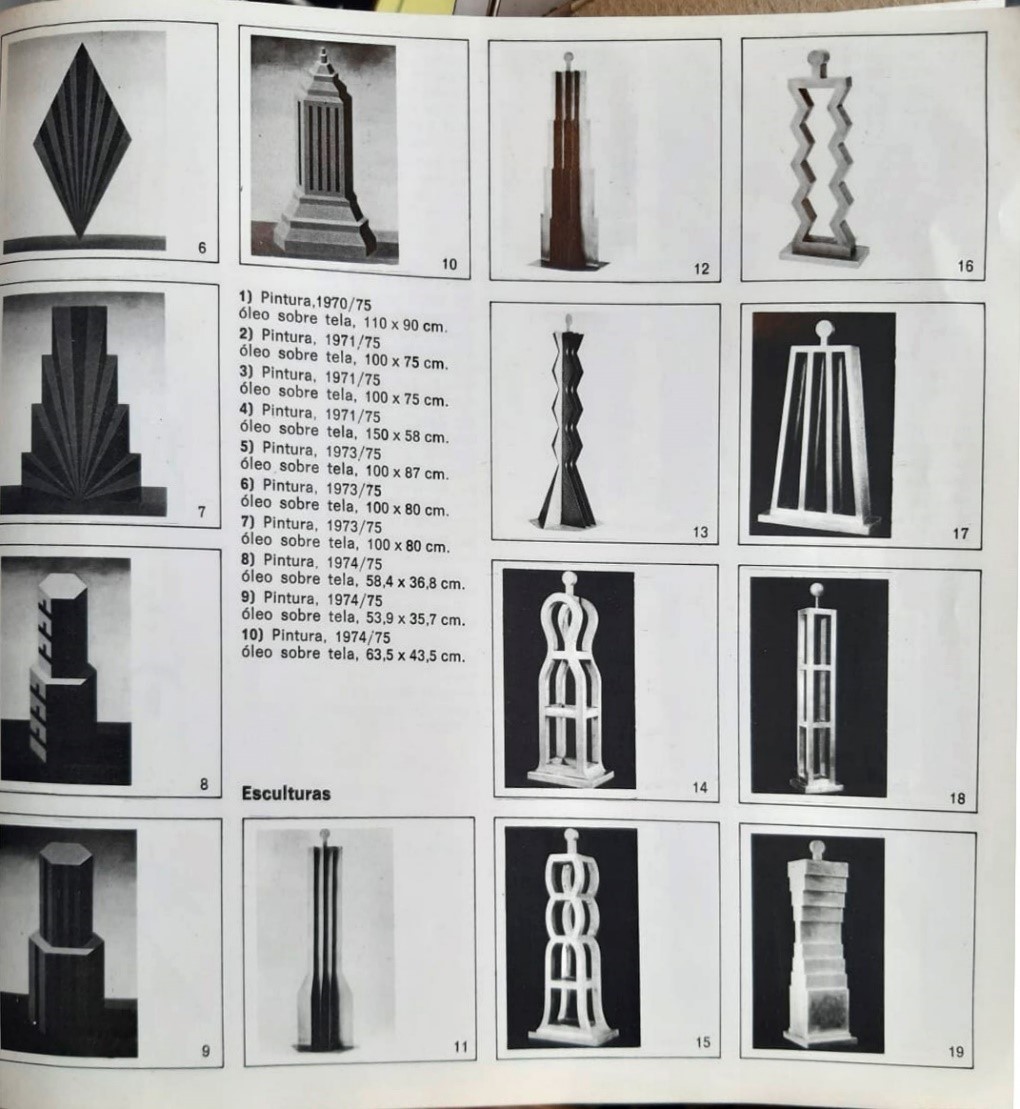 6
10
12
16
1) Pintura,1970/75
óleo sobre tela, 110 x 90 cm.
2) Pintura, 1971/75
óleo sobre tela, 100 x 75 cm.
3) Pintura, 1971/75
óleo sobre tela, 100 x 75 cm.
4) Pintura, 1971/75
óleo sobre tela, 150 x 58 cm.
5) Pintura, 1973/75
óleo sobre tela, 100 x 87 cm.
6) Pintura, 1973/75
óleo sobre tela, 100 x 80 cm.
7) Pintura, 1973/75
óleo sobre tela, 100 x 80 cm.
8) Pintura, 1974/75
óleo sobre tela, 58,4 x 36,8 cm.
9) Pintura, 1974/75
óleo sobre tela, 53,9 x 35,7 cm.
10) Pintura, 1974/75
óleo sobre tela, 63,5 x 43,5 cm.
7
13
17
8
Esculturas
14
18
9
11
15
19